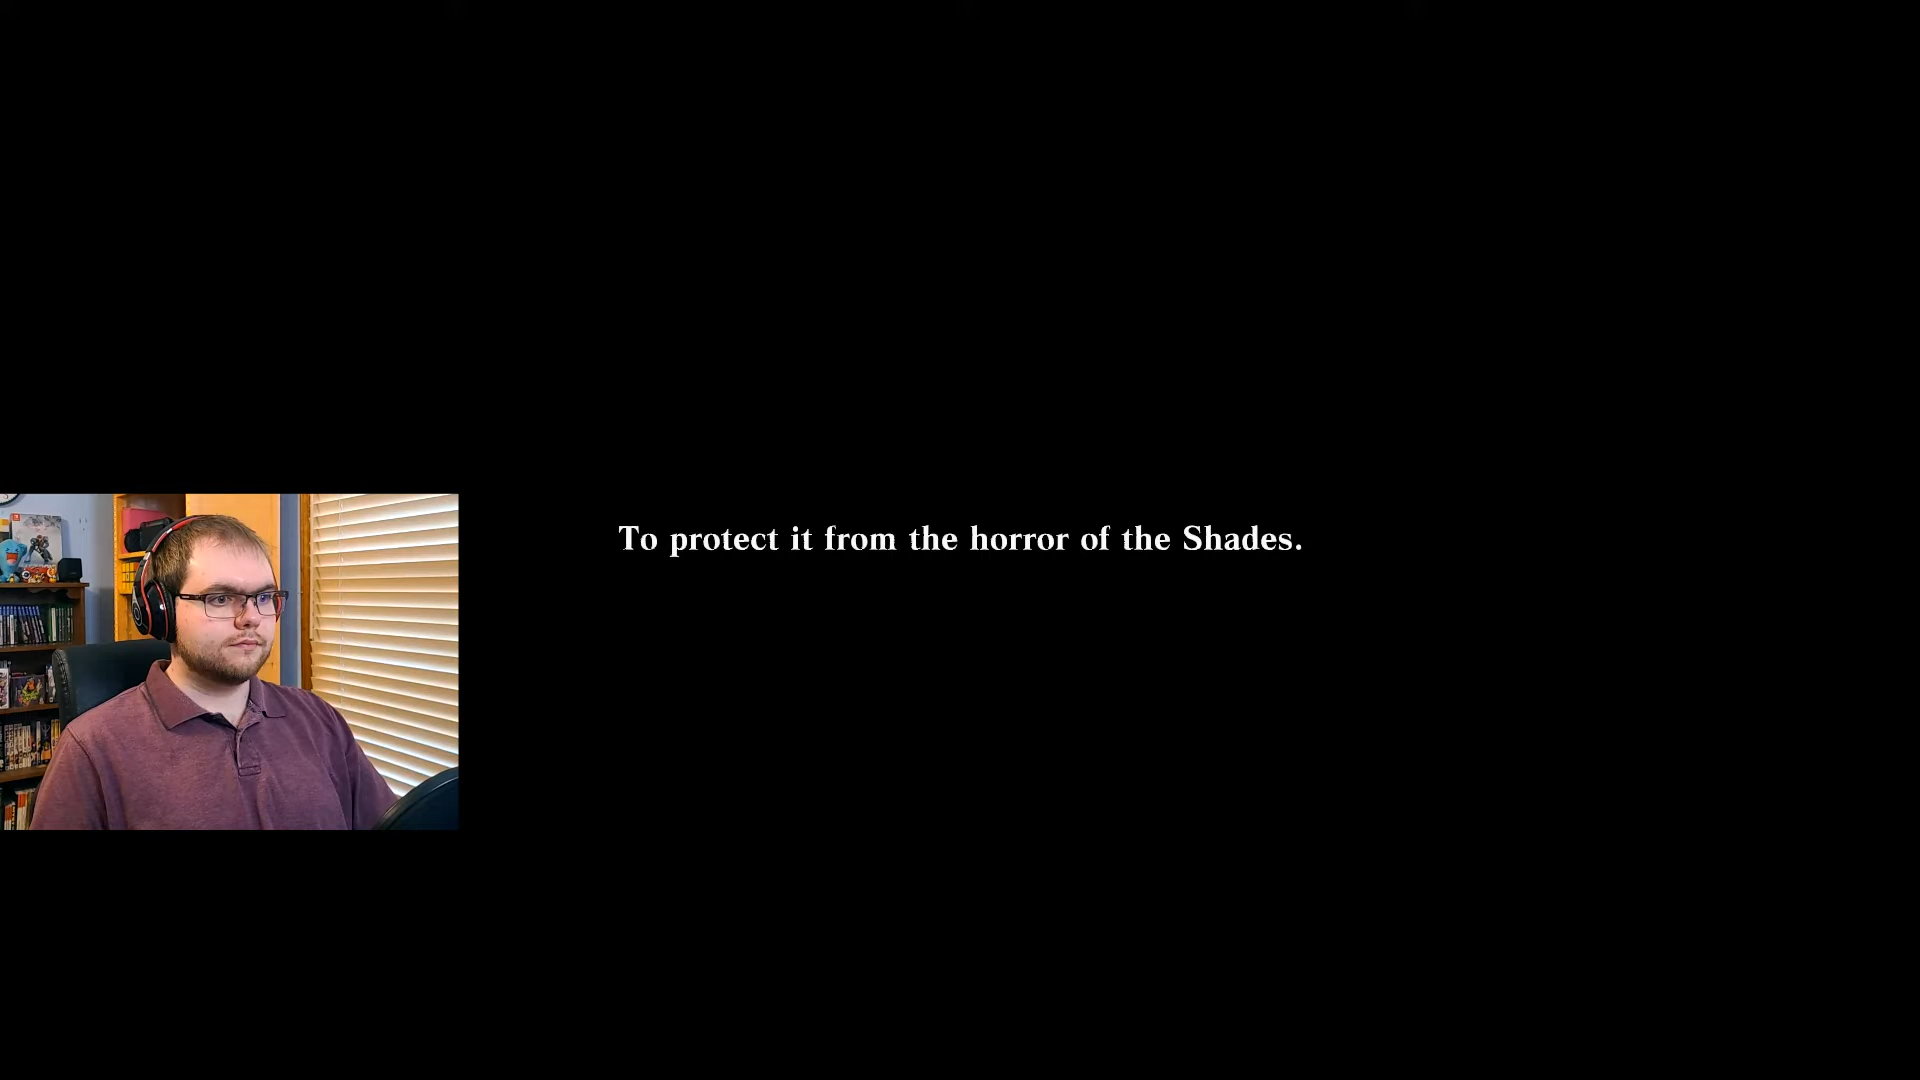 To protect it from the horror of the Shades.